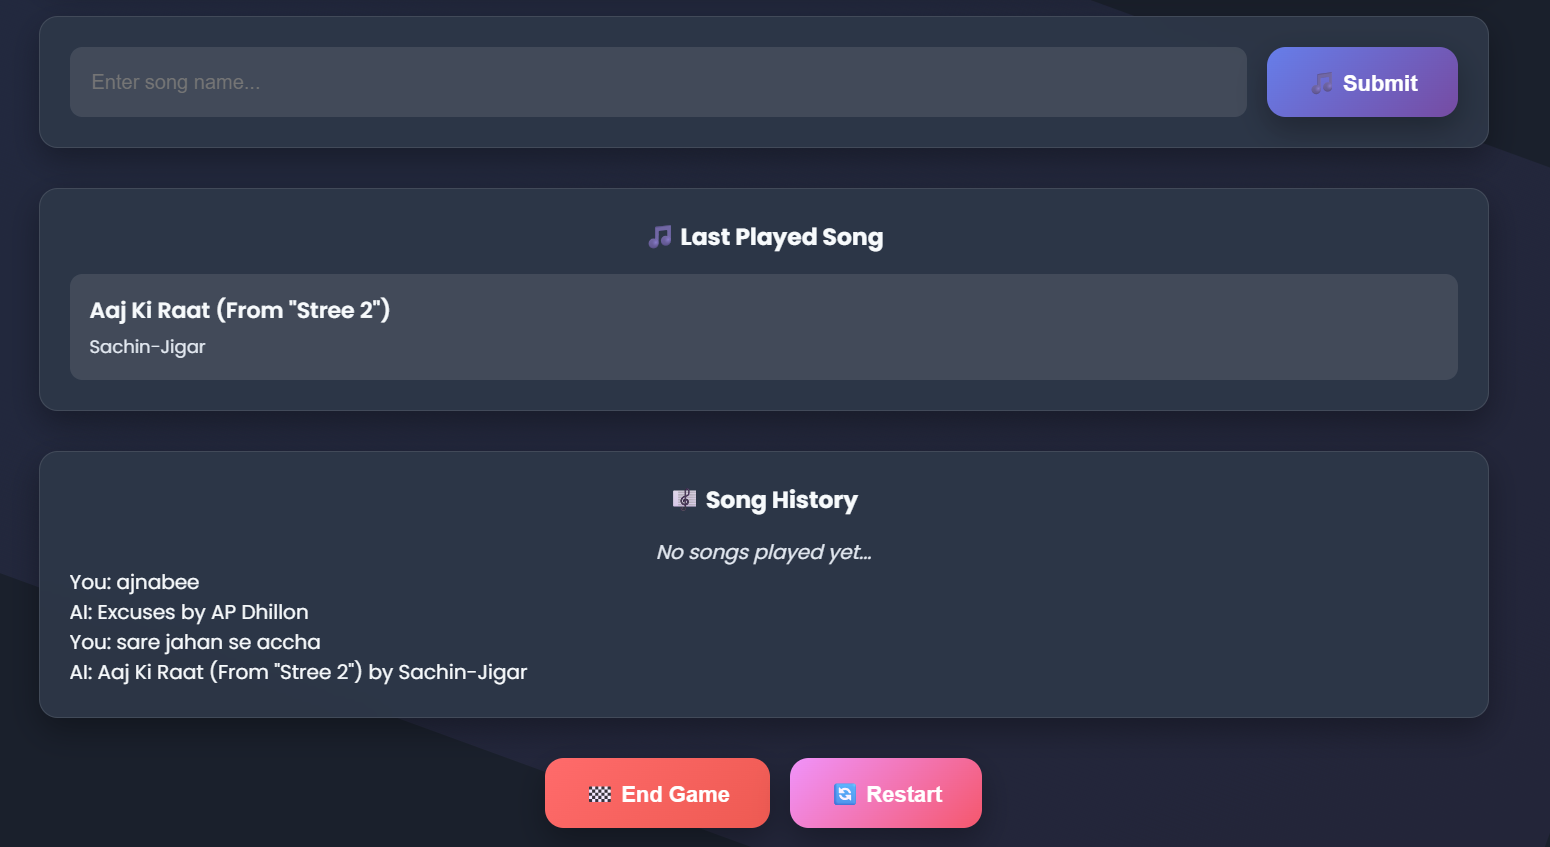 Enter song name...
Submit
Last Played Song
Aaj Ki Raat (From "Stree 2")
Sachin-Jigar
Song History
No songs played yet...
You: ajnabee
AI: Excuses by AP Dhillon
You: sare jahan se accha
AI: Aaj Ki Raat (From "Stree 2") by Sachin-Jigar
End Game
Restart